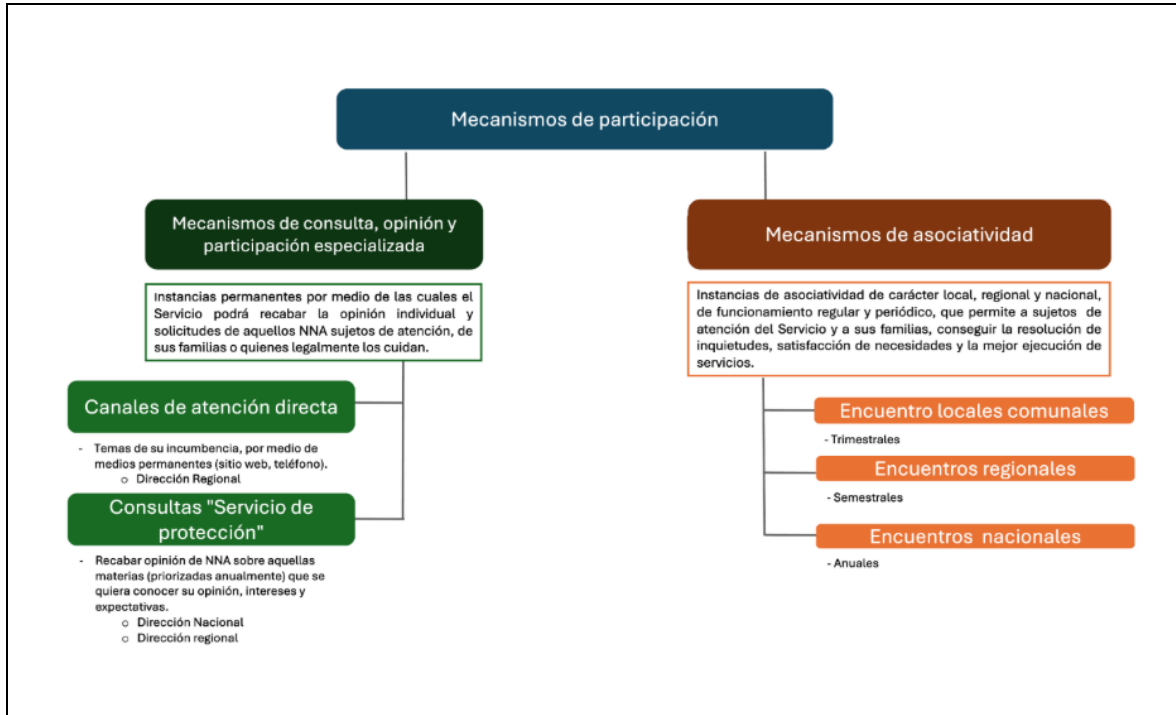 Mecanismos de participación
Mecanismos de consulta, opinión y
participación especializada
Instancias permanentes por medio de las cuales el
Servicio podrá recabar la opinión individual y
solicitudes de aquellos NNA sujetos de atención, de
sus familias o quienes legalmente los cuidan.
Canales de atención directa
- Temas de su incumbencia, por medio de
medios permanentes (sitio web, teléfono).
o Dirección Regional
Consultas "Servicio de
protección"
- Recabar opinión de NNA sobre aquellas
materias (priorizadas anualmente) que se
quiera conocer su opinión, intereses y
expectativas.
o Dirección Nacional
o Dirección regional
Mecanismos de asociatividad
Instancias de asociatividad de carácter local, regional y nacional,
de funcionamiento regular y periódico, que permite a sujetos de
atención del Servicio y a sus familias, conseguir la resolución de
inquietudes, satisfacción de necesidades y la mejor ejecución de
servicios.
Encuentro locales comunales
- Trimestrales
Encuentros regionales
- Semestrales
Encuentros nacionales
- Anuales